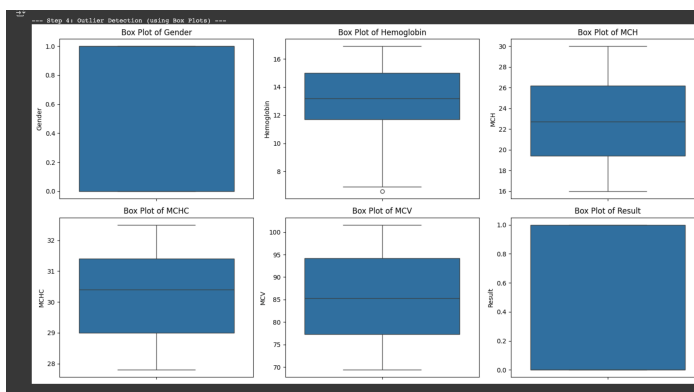 --- Step 4: Outlier Detection (using Box Plots) ---
Box Plot of Gender
Box Plot of Hemoglobin
Box Plot of MCH
1.0
0.8
0.6
0.4
0.2
0.0
Gender
16
14
12
10
8
Hemoglobin
30
28
26
24
22
20
18
16
MCH
Box Plot of MCHC
Box Plot of MCV
Box Plot of Result
32
31
30
29
28
MCHC
100
95
90
85
80
75
70
MCV
1.0
0.8
0.6
0.4
0.2
0.0
Result